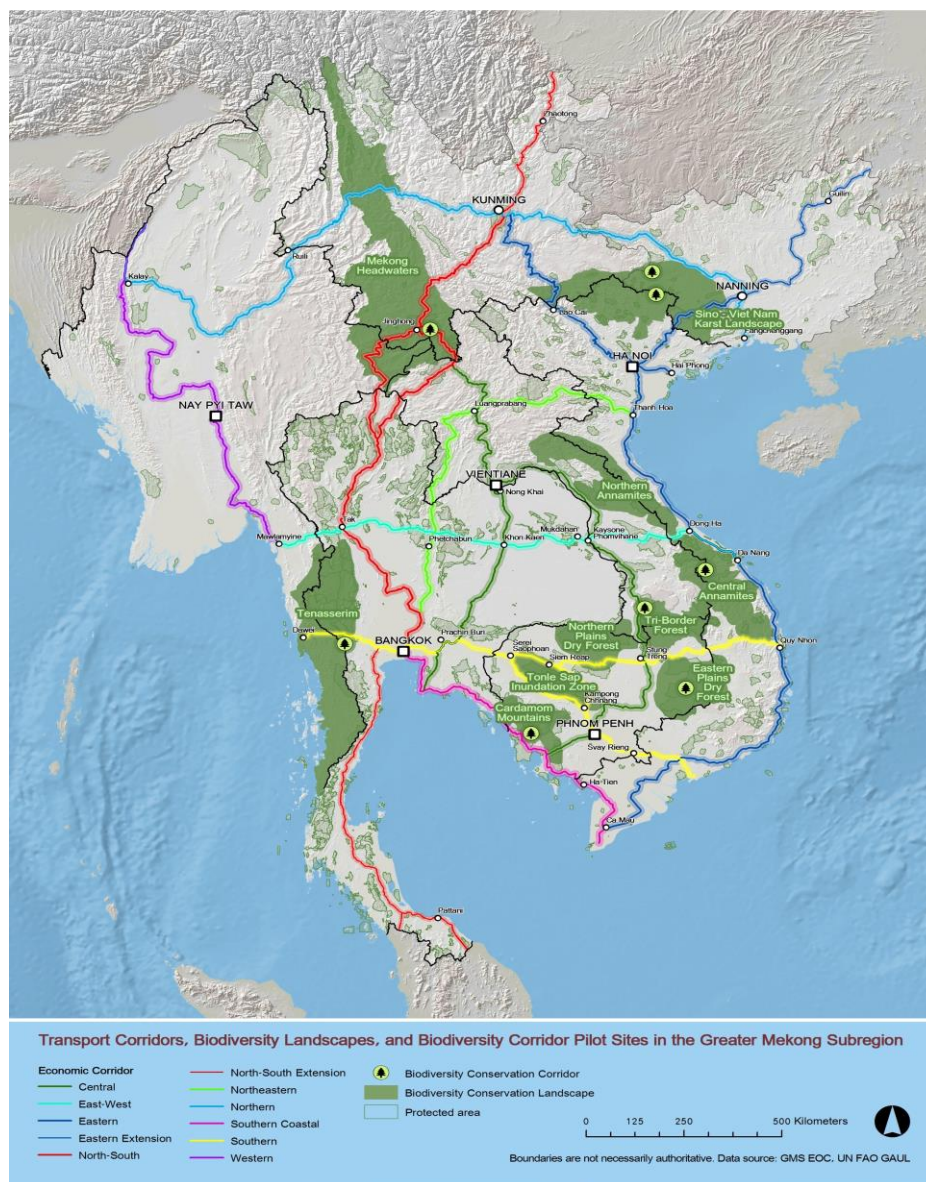 Zhaotong
Guilin
KUNMING
Ruili
Mekong
Headwaters
Kalay
NANNING
Sino - Viet Nam
Karst Landscape
Lao Cai
Jinghong
Fangchenggang
HA NOI
Hai Phong
Luangprabang
Thanh Hoa
NAY PYI TAW
VIENTIANE
Nong Khai
Northern
Annamites
Tak
Mukdahan
Kaysone
Phomvihane
Dong Ha
Mawlamyine
Phetchabun
Khon Kaen
Da Nang
Central
Annamites
Tenasserim
Tri-Border
Forest
Dawei
BANGKOK
Prachin Buri
Northern
Plains
Dry Forest
Serei
Saophoan
Siem Reap
Stung
Treng
Quy Nhon
Tonle Sap
Inundation Zone
Eastern
Plains
Dry
Forest
Kampong
Chhnang
Cardamom
Mountains
PHNOM PENH
Svay Rieng
Ha Tien
Ca Mau
Pattani
Transport Corridors, Biodiversity Landscapes, and Biodiversity Corridor Pilot Sites in the Greater Mekong Subregion
Economic Corridor
Central
East-West
Eastern
Eastern Extension
North-South
North-South Extension
Northeastern
Northern
Southern Coastal
Southern
Western
Biodiversity Conservation Corridor
Biodiversity Conservation Landscape
Protected area
0 125 250 500 Kilometers
Boundaries are not necessarily authoritative. Data source: GMS EOC, UN FAO GAUL